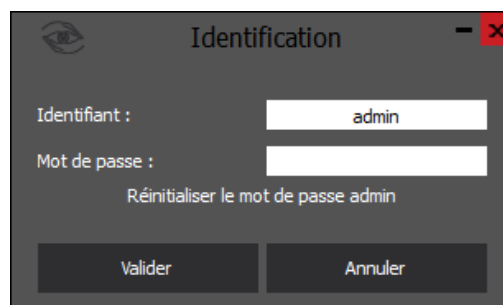 Identification
Identifiant :
admin
Mot de passe :
Réinitialiser le mot de passe admin
Valider
Annuler